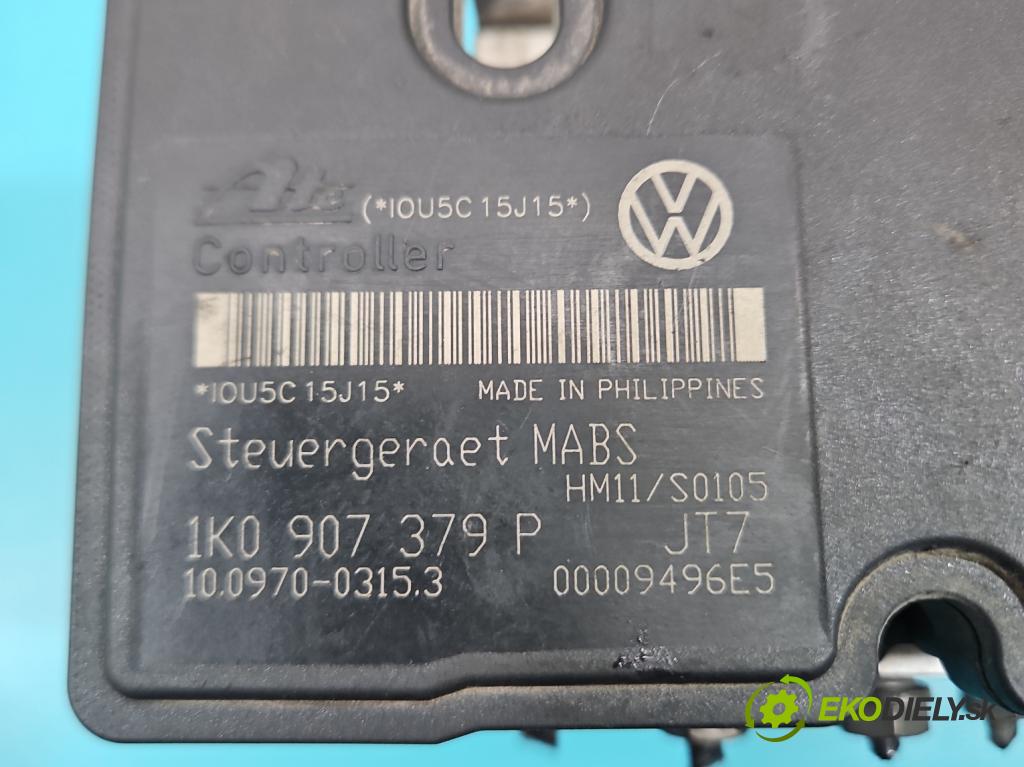 Ate (*IOU5C15J15*)
Controller
*IOU5C15J15* MADE IN PHILIPPINES
Steuergeraet MABS
HM11/S0105
1K0 907 379 P JT7
10.0970-0315.3 00009496E5
EKODIELY.SK